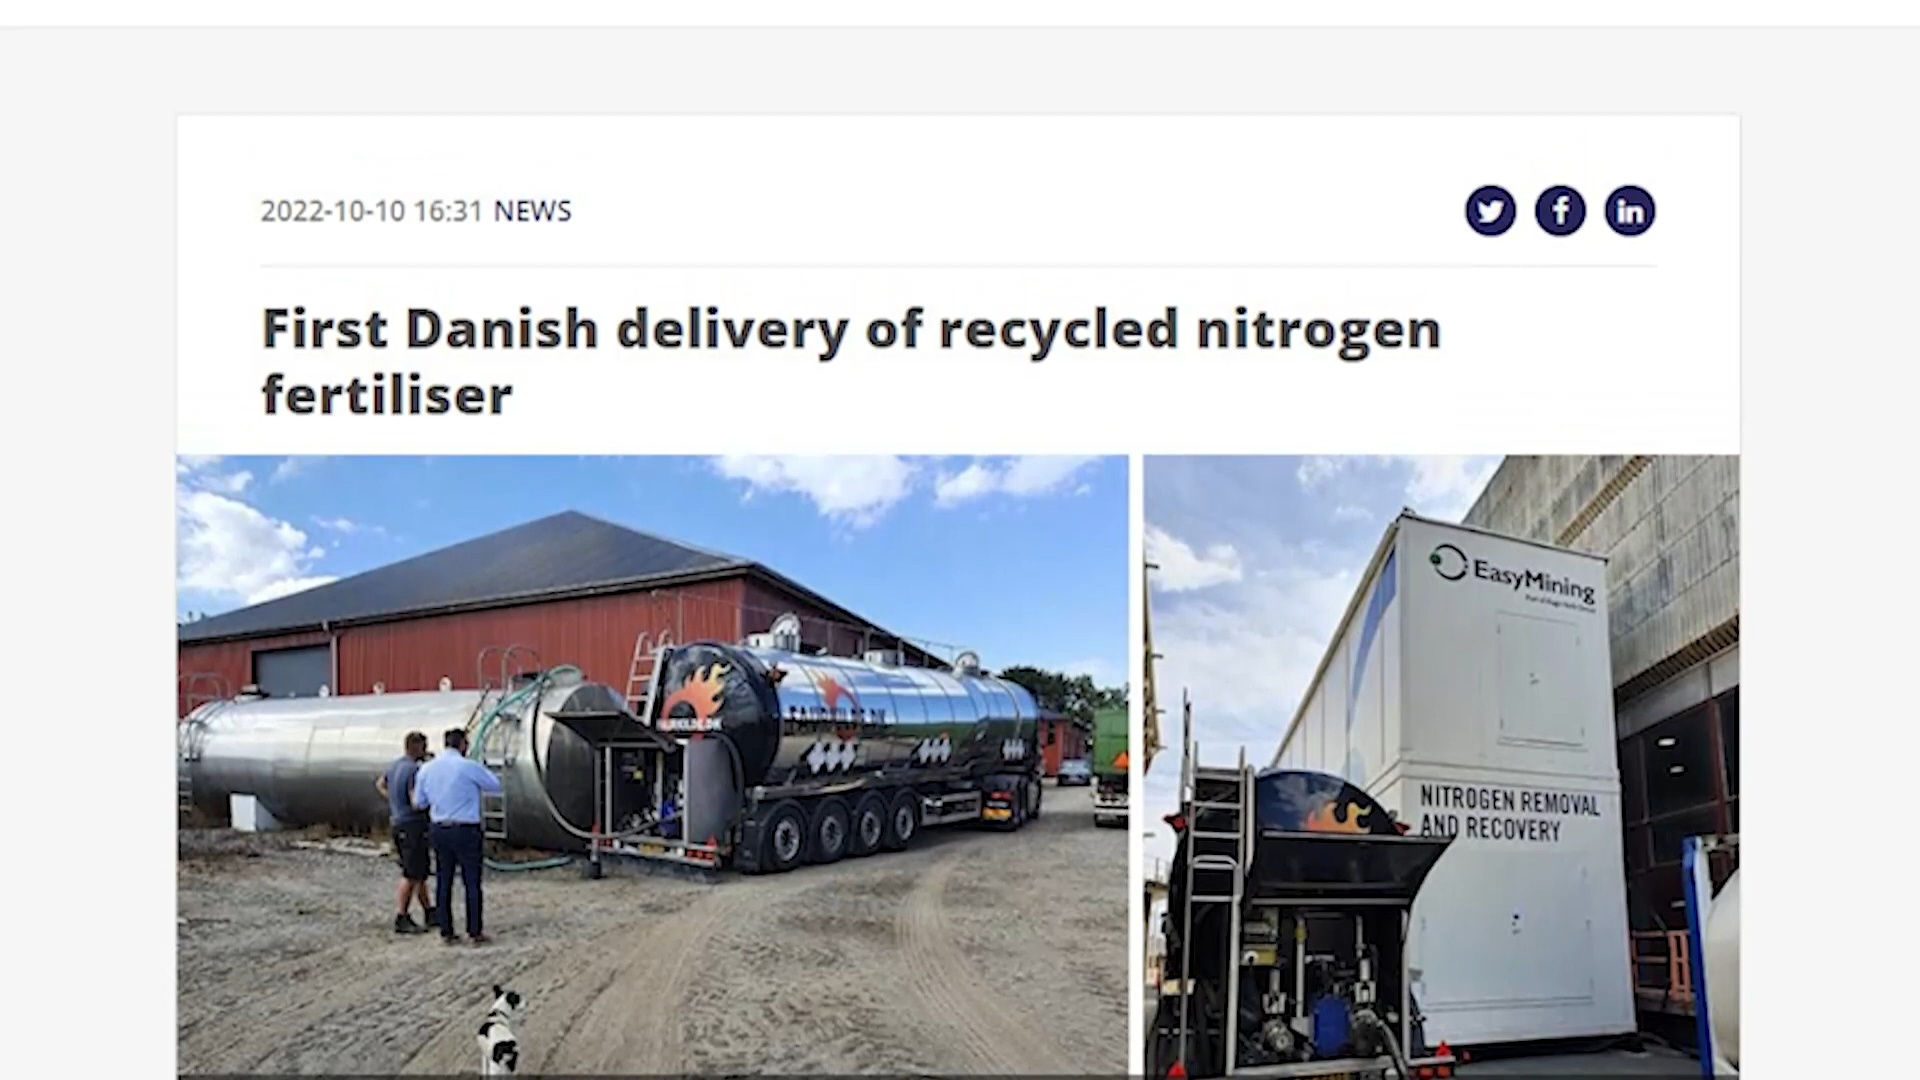 2022-10-10 16:31 NEWS
First Danish delivery of recycled nitrogen
fertiliser
EasyMining
NITROGEN REMOVAL
AND RECOVERY